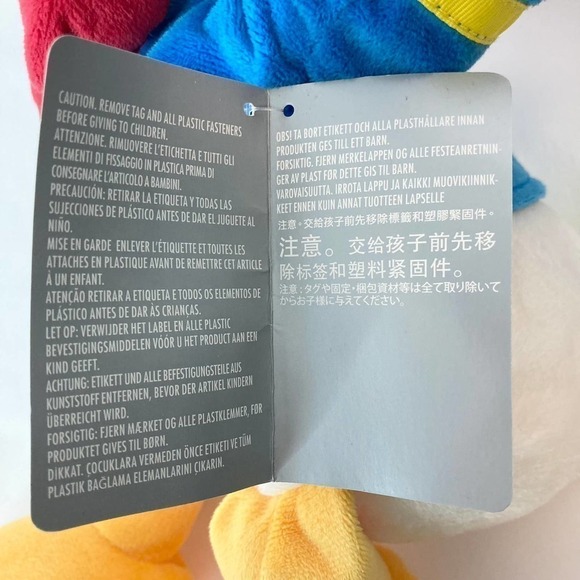 CAUTION. REMOVE TAG AND ALL PLASTIC FASTENERS
BEFORE GIVING TO CHILDREN.
ATTENZIONE. RIMUOVERE L'ETICHETTA E TUTTI GLI
ELEMENTI DI FISSAGGIO IN PLASTICA PRIMA DI
CONSEGNARE L'ARTICOLO A BAMBINI.
PRECAUCIÓN: RETIRAR LA ETIQUETA Y TODAS LAS
SUJECIONES DE PLÁSTICO ANTES DE DAR EL JUGUETE AL
NIÑO.
MISE EN GARDE ENLEVER L'ÉTIQUETTE ET TOUTES LES
ATTACHES EN PLASTIQUE AVANT DE REMETTRE CET ARTICLE
À UN ENFANT.
ATENÇÃO RETIRAR A ETIQUETA E TODOS OS ELEMENTOS DE
PLÁSTICO ANTES DE DAR ÀS CRIANÇAS.
LET OP: VERWIJDER HET LABEL EN ALLE PLASTIC
BEVESTIGINGSMIDDELEN VÓÓR U HET PRODUCT AAN EEN
KIND GEEFT.
ACHTUNG: ETIKETT UND ALLE BEFESTIGUNGSTEILE AUS
KUNSTSTOFF ENTFERNEN, BEVOR DER ARTIKEL KINDERN
ÜBERREICHT WIRD.
FORSIGTIG: FJERN MÆRKET OG ALLE PLASTKLEMMER, FØR
PRODUKTET GIVES TIL BØRN.
DİKKAT. ÇOCUKLARA VERMEDEN ÖNCE ETİKETİ VE TÜM
PLASTİK BAĞLAMA ELEMANLARINI ÇIKARIN.
OBS! TA BORT ETIKETT OCH ALLA PLASTHÅLLARE INNAN
PRODUKTEN GES TILL ETT BARN.
FORSIKTIG. FJERN MERKELAPPEN OG ALLE FESTEANRETNIN-
GER AV PLAST FØR DETTE GIS TIL BARN.
VAROVAISUUTTA. IRROTA LAPPU JA KAIKKI MUOVIKIINNIK-
KEET ENNEN KUIN ANNAT TUOTTEEN LAPSELLE
注意。交給孩子前先移除標籤和塑膠緊固件。
注意。交给孩子前先移
除标签和塑料紧固件。
注意：タグや固定・梱包資材等は全て取り除いて
からお子様に与えてください。